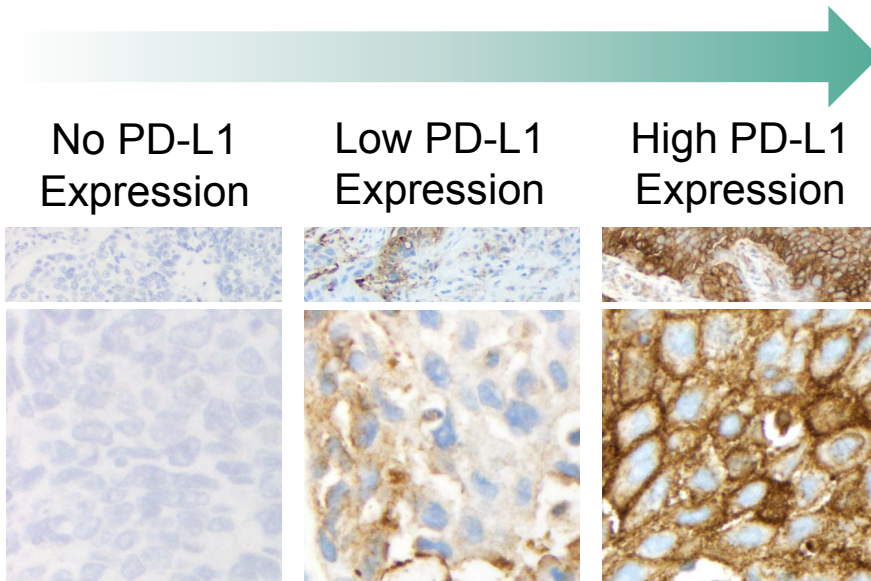 No PD-L1
Expression
Low PD-L1
Expression
High PD-L1
Expression